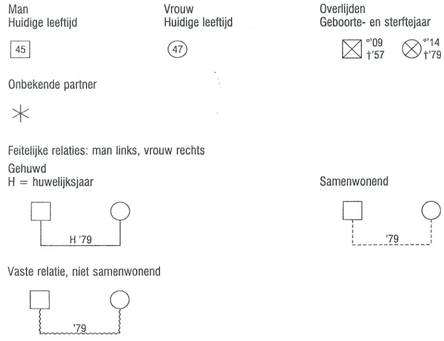 Man
Huidige leeftijd
Vrouw
Huidige leeftijd
Overlijden
Geboorte- en sterftejaar
45
47
°'09
†'57
°'14
†'79
Onbekende partner
Feitelijke relaties: man links, vrouw rechts
Gehuwd
H = huwelijksjaar
Samenwonend
H '79
'79
Vaste relatie, niet samenwonend
'79